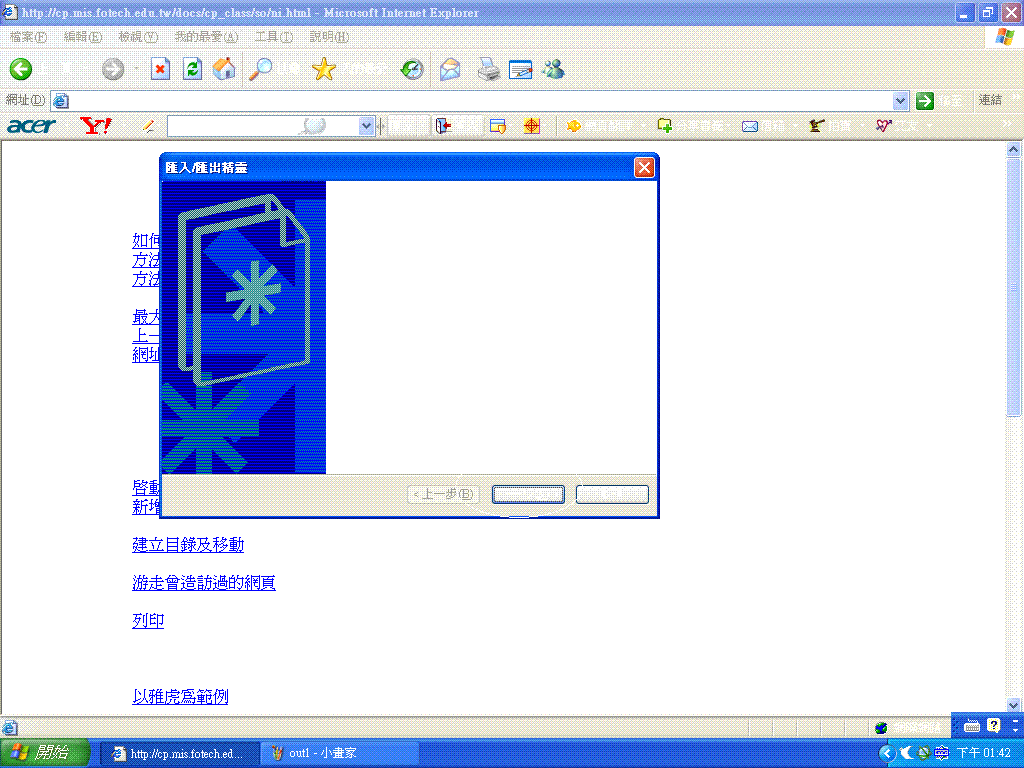 http://cp.mis.fotech.edu.tw/docs/cp_class/so/ni.html - Microsoft Internet Explorer
檔案(F) 編輯(E) 檢視(V) 我的最愛(A) 工具(T) 說明(H)
網址(D) 連結
acer Y!
匯入/匯出精靈
如何
方法
方法
最大
上一
網址
< 上一步(B)
啓動
新增
建立目錄及移動
游走曾造訪過的網頁
列印
以雅虎為範例
開始 http://cp.mis.fotech.ed... out1 - 小畫家 下午 01:42